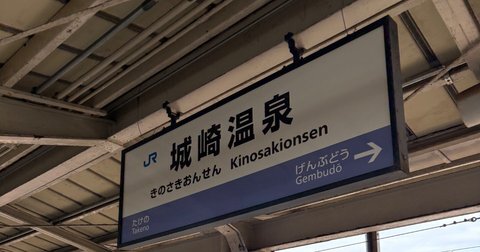 JR
城崎温泉
きのさきおんせん Kinosakionsen
げんぶどう
Gembudō
たけの
Takeno